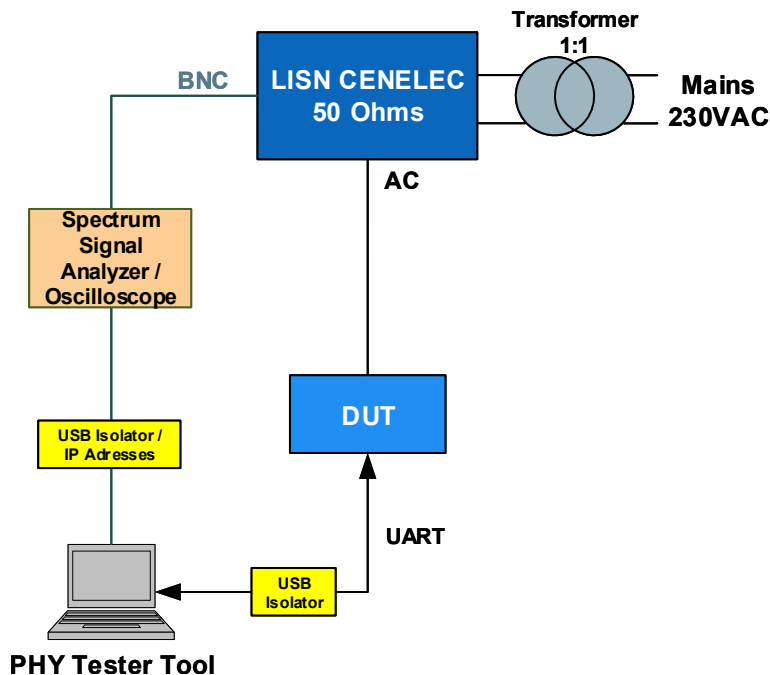 Transformer
1:1
BNC
LISN CENELEC
50 Ohms
Mains
230VAC
AC
Spectrum
Signal
Analyzer /
Oscilloscope
DUT
USB Isolator /
IP Adresses
UART
USB
Isolator
PHY Tester Tool